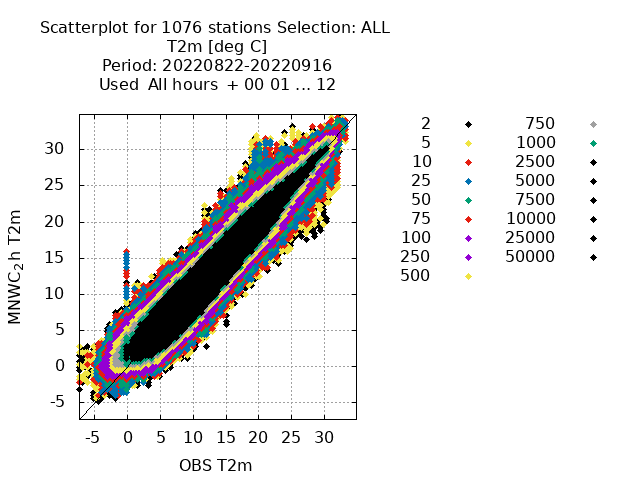 Scatterplot for 1076 stations Selection: ALL
T2m [deg C]
Period: 20220822-20220916
Used All hours + 00 01 ... 12
MNWC2h T2m
30
25
20
15
10
5
0
-5
-5 0 5 10 15 20 25 30
OBS T2m
2 750
5 1000
10 2500
25 5000
50 7500
75 10000
100 25000
250 50000
500